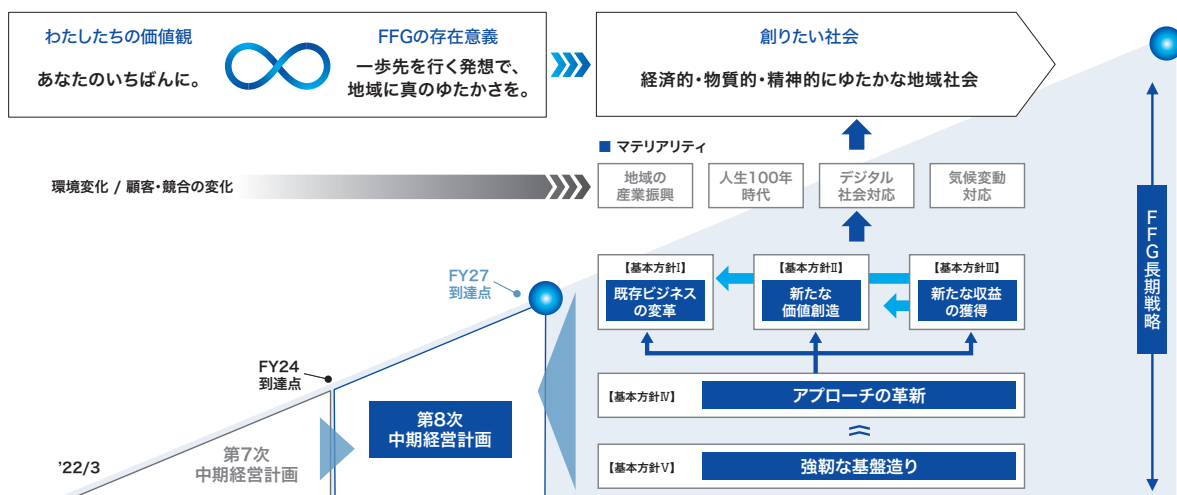 わたしたちの価値観
あなたのいちばんに。
FFGの存在意義
一歩先を行く発想で、
地域に真のゆたかさを。
創りたい社会
経済的・物質的・精神的にゆたかな地域社会
■ マテリアリティ
環境変化 / 顧客・競合の変化
地域の
産業振興
人生100年
時代
デジタル
社会対応
気候変動
対応
FFG長期戦略
【基本方針Ⅰ】
既存ビジネス
の変革
【基本方針Ⅱ】
新たな
価値創造
【基本方針Ⅲ】
新たな収益
の獲得
FY27
到達点
FY24
到達点
【基本方針Ⅳ】
アプローチの革新
【基本方針Ⅴ】
強靭な基盤造り
第8次
中期経営計画
第7次
中期経営計画
'22/3